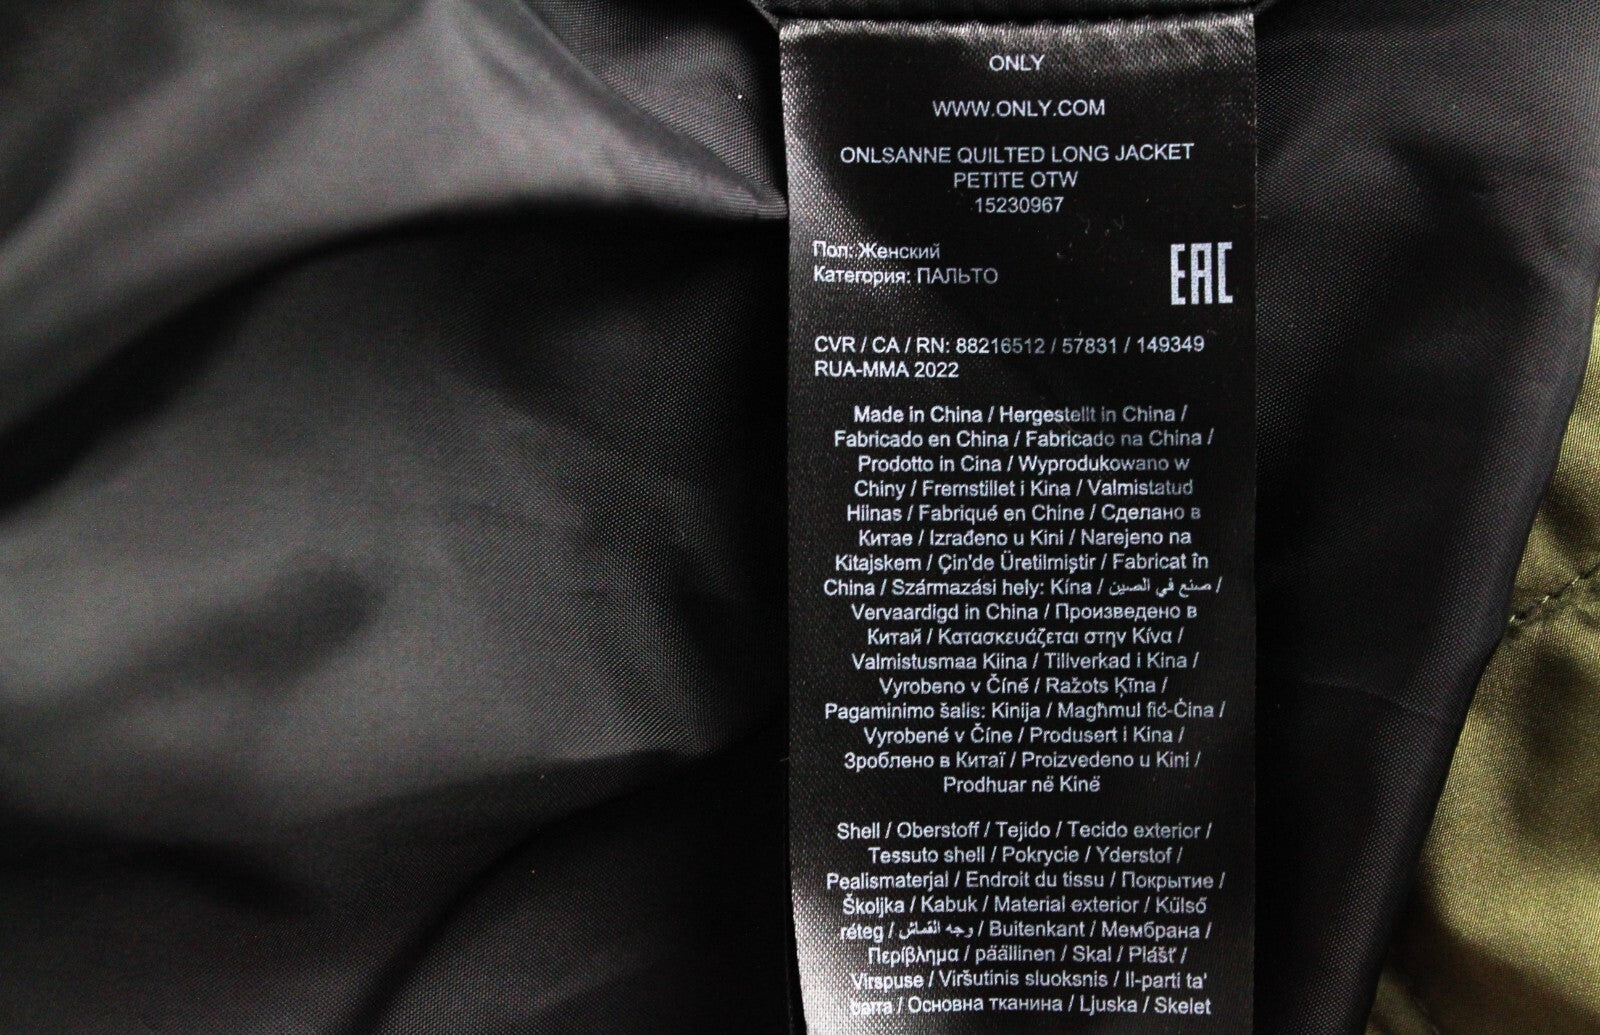 ONLY
WWW.ONLY.COM
ONLSANNE QUILTED LONG JACKET
PETITE OTW
15230967
Пол: Женский
Категория: ПАЛЬТО
EAC
CVR / CA / RN: 88216512 / 57831 / 149349
RUA-MMA 2022
Made in China / Hergestellt in China /
Fabricado en China / Fabricado na China /
Prodotto in Cina / Wyprodukowano w
Chiny / Fremstillet i Kina / Valmistatud
Hiinas / Fabriqué en Chine / Сделано в
Китае / Izrađeno u Kini / Narejeno na
Kitajskem / Çin'de Üretilmiştir / Fabricat în
China / Származási hely: Kína / صنع في الصين /
Vervaardigd in China / Произведено в
Китай / Κατασκευάζεται στην Κίνα /
Valmistusmaa Kiina / Tillverkad i Kina /
Vyrobeno v Číně / Ražots Ķīna /
Pagaminimo šalis: Kinija / Magħmul fiċ-Ċina /
Vyrobené v Číne / Produsert i Kina /
Зроблено в Китаї / Proizvedeno u Kini /
Prodhuar në Kinë
Shell / Oberstoff / Tejido / Tecido exterior /
Tessuto shell / Pokrycie / Yderstof /
Pealismaterjal / Endroit du tissu / Покрытие /
Školjka / Kabuk / Material exterior / Külső
réteg / وجه القماش / Buitenkant / Мембрана /
Περίβλημα / päällinen / Skal / Plášť /
Virspuse / Viršutinis sluoksnis / Il-parti ta'
barra / Основна тканина / Ljuska / Skelet